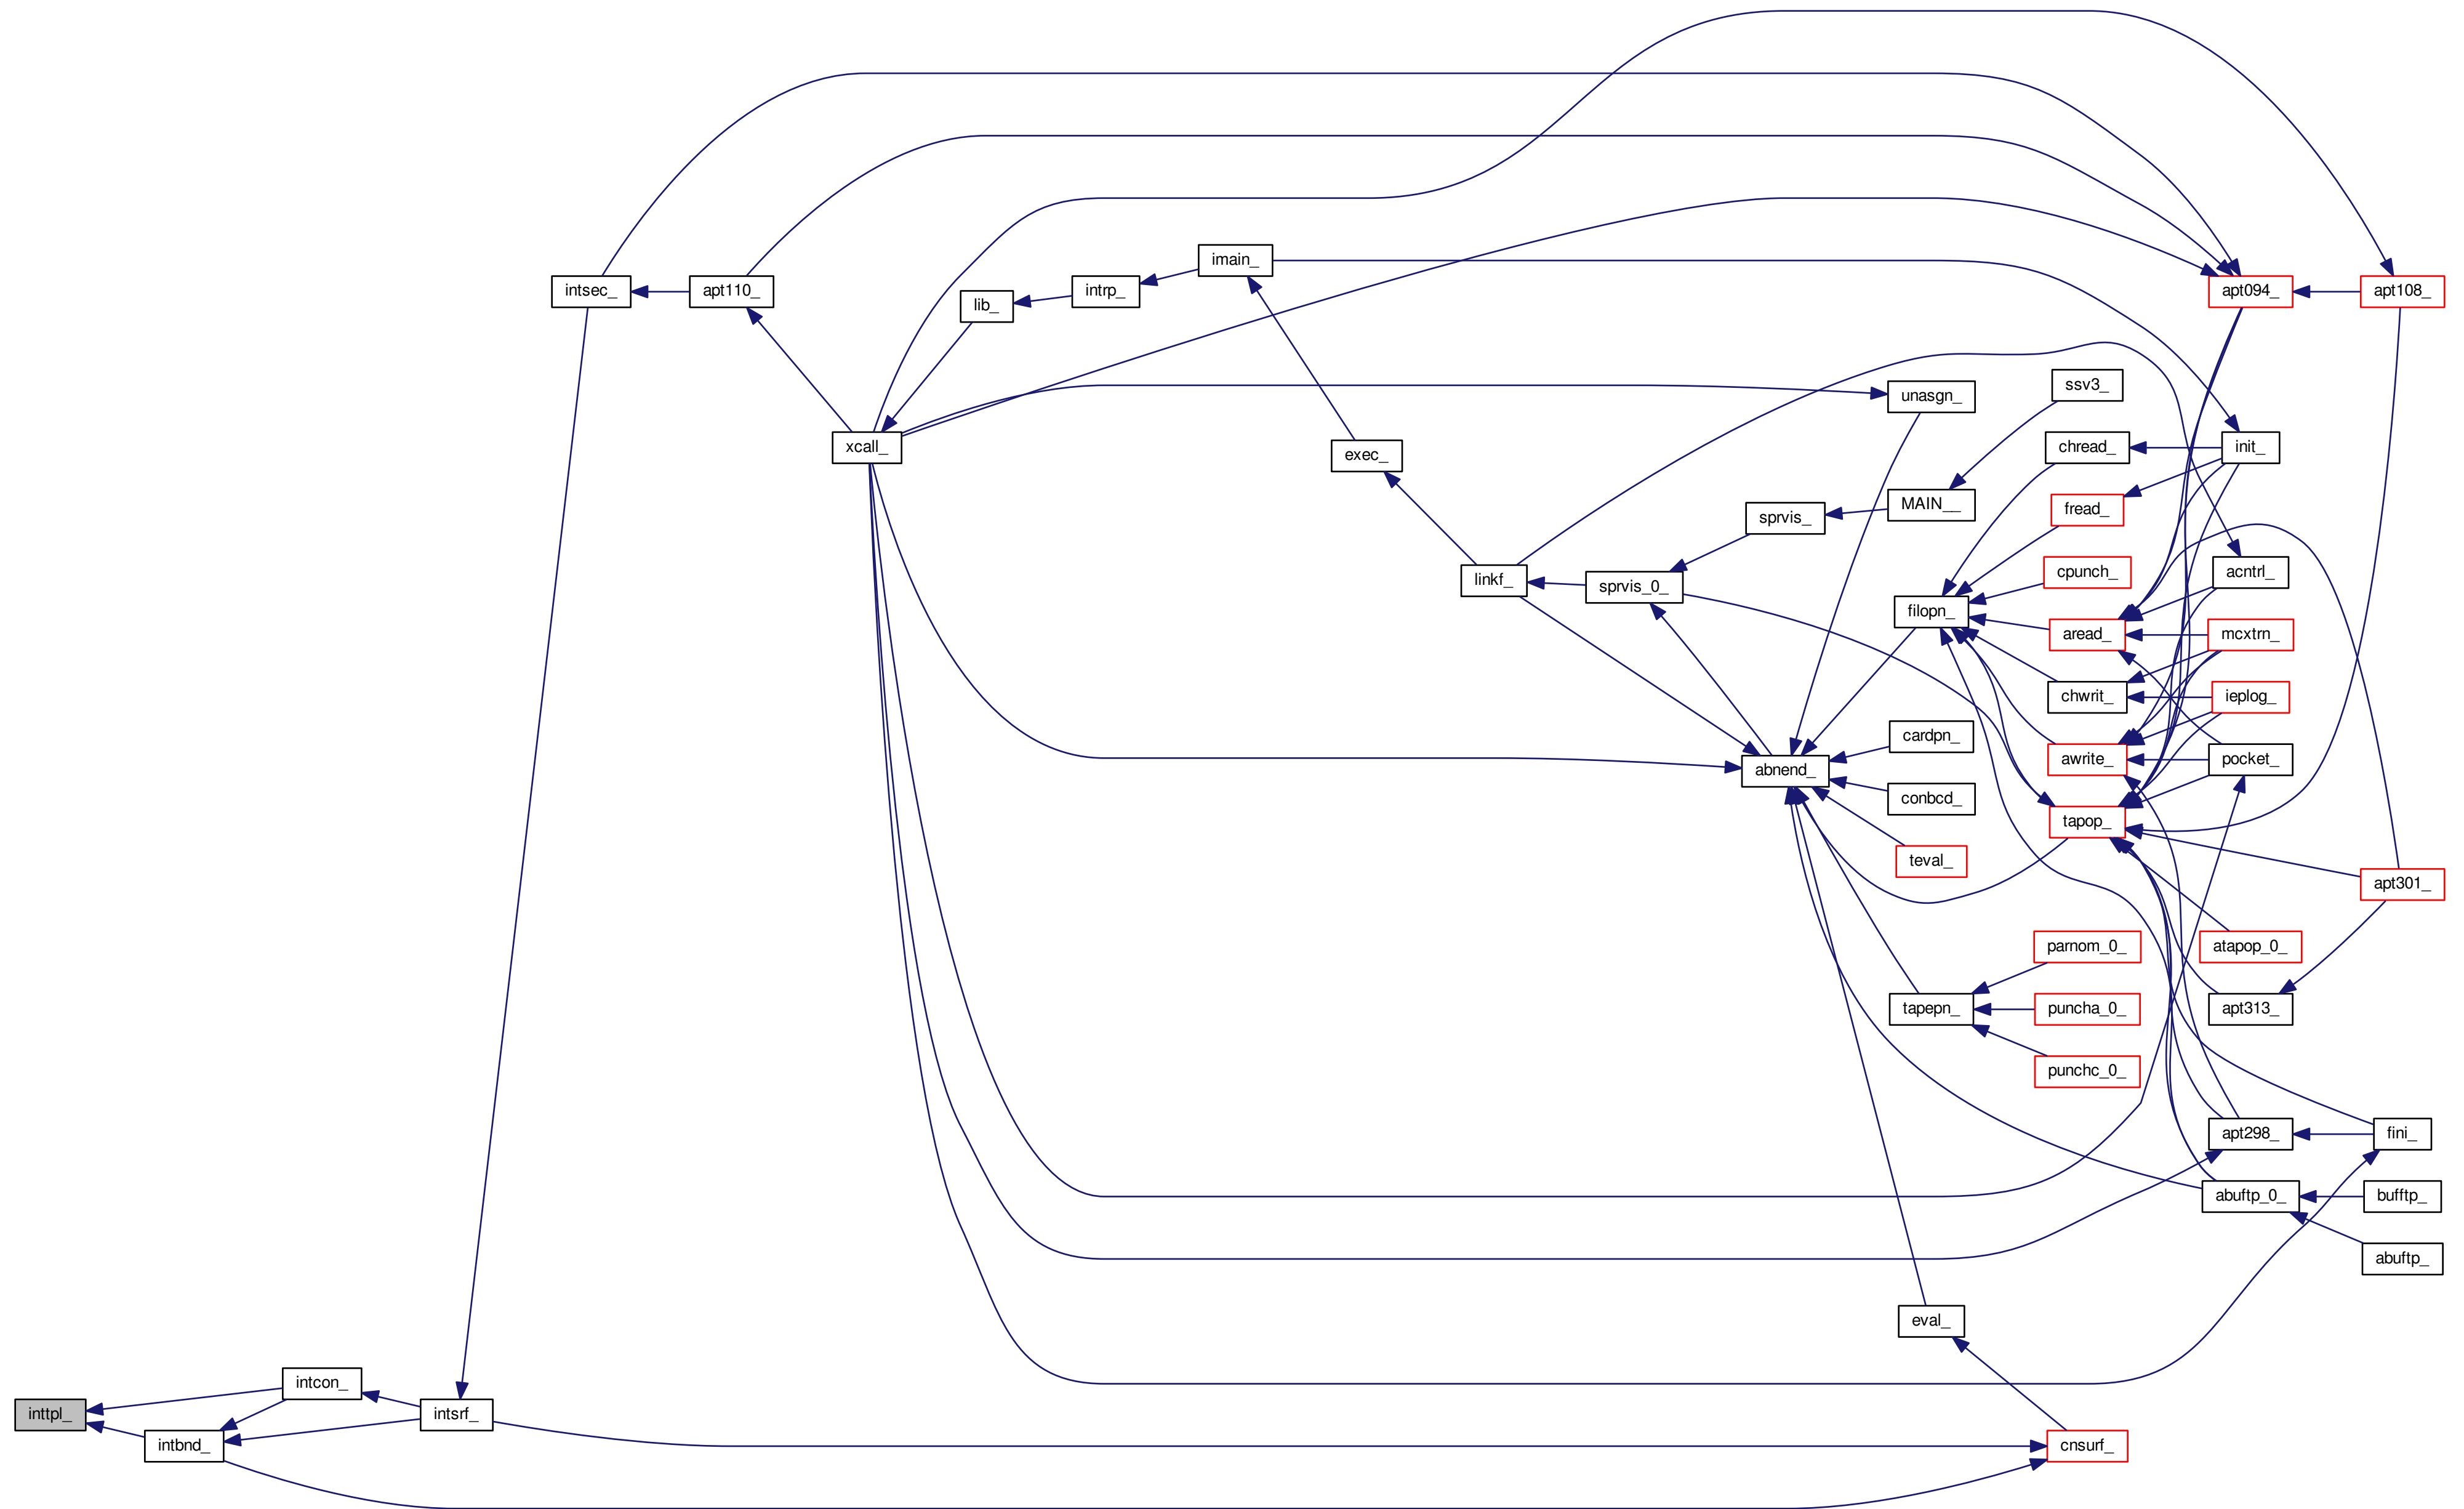 inttpl_
intcon_
intbnd_
intsrf_
intsec_
apt110_
xcall_
lib_
intrp_
imain_
exec_
linkf_
sprvis_0_
sprvis_
MAIN__
ssv3_
unasgn_
abnend_
filopn_
cardpn_
conbcd_
teval_
tapepn_
eval_
chread_
fread_
cpunch_
aread_
chwrit_
awrite_
tapop_
parnom_0_
puncha_0_
punchc_0_
cnsurf_
apt094_
apt108_
init_
acntrl_
mcxtrn_
ieplog_
pocket_
apt301_
atapop_0_
apt313_
apt298_
fini_
abuftp_0_
bufftp_
abuftp_